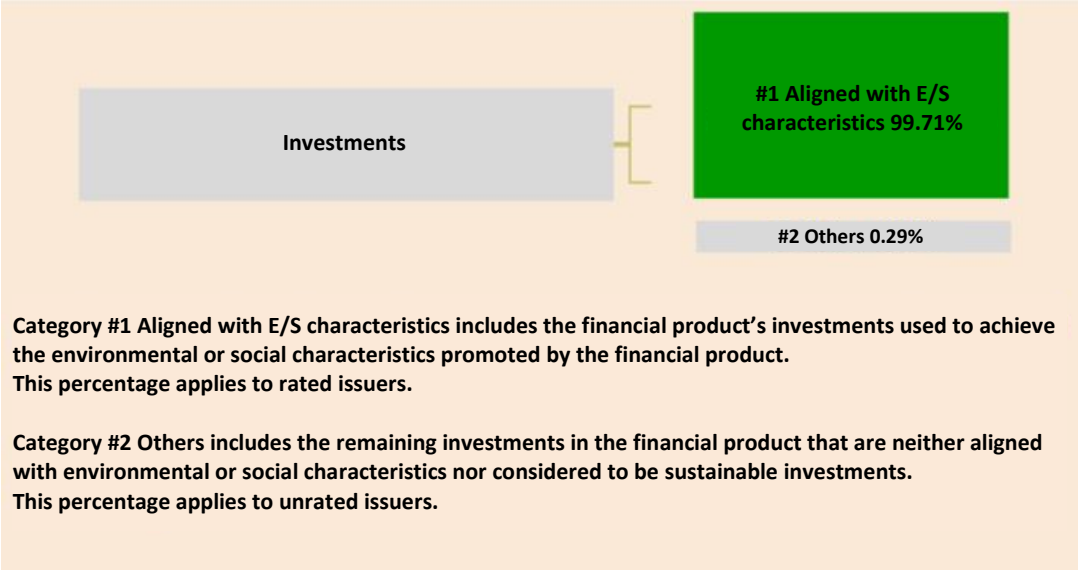 Investments
#1 Aligned with E/S
characteristics 99.71%
#2 Others 0.29%
Category #1 Aligned with E/S characteristics includes the financial product’s investments used to achieve
the environmental or social characteristics promoted by the financial product.
This percentage applies to rated issuers.
Category #2 Others includes the remaining investments in the financial product that are neither aligned
with environmental or social characteristics nor considered to be sustainable investments.
This percentage applies to unrated issuers.